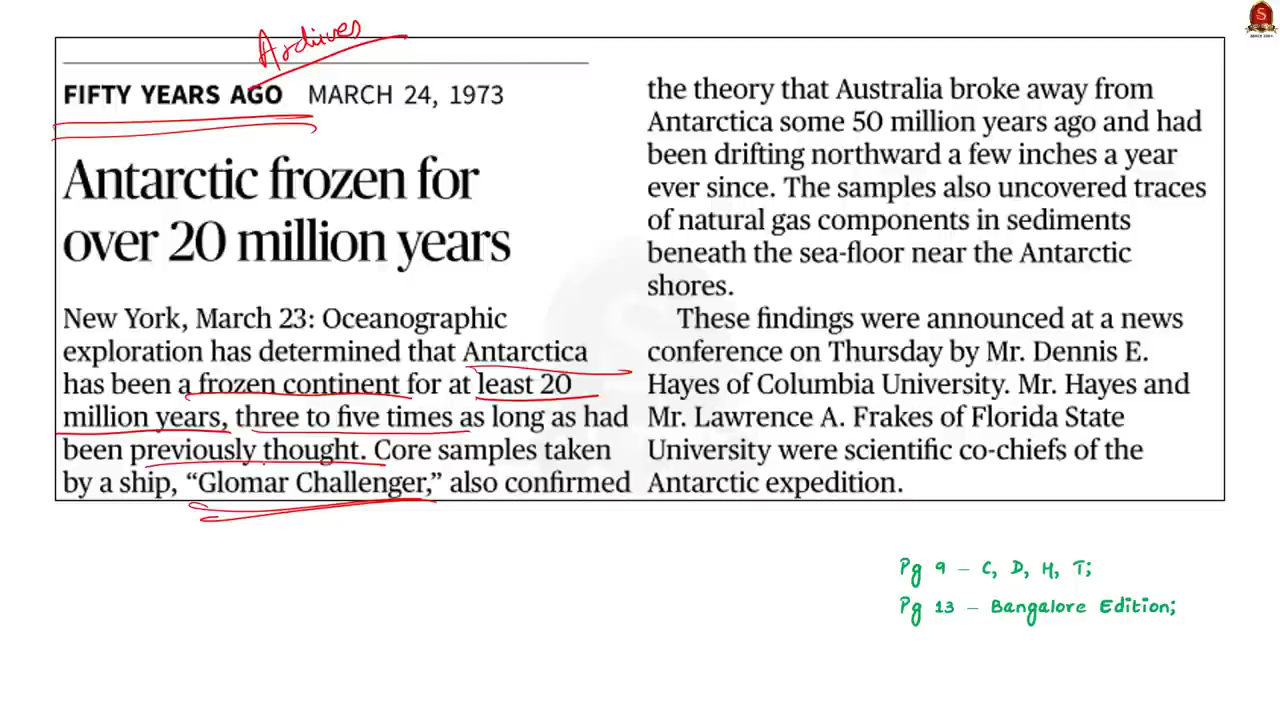 Archives
FIFTY YEARS AGO MARCH 24, 1973
Antarctic frozen for
over 20 million years
New York, March 23: Oceanographic
exploration has determined that Antarctica
has been a frozen continent for at least 20
million years, three to five times as long as had
been previously thought. Core samples taken
by a ship, “Glomar Challenger,” also confirmed
the theory that Australia broke away from
Antarctica some 50 million years ago and had
been drifting northward a few inches a year
ever since. The samples also uncovered traces
of natural gas components in sediments
beneath the sea-floor near the Antarctic
shores.
These findings were announced at a news
conference on Thursday by Mr. Dennis E.
Hayes of Columbia University. Mr. Hayes and
Mr. Lawrence A. Frakes of Florida State
University were scientific co-chiefs of the
Antarctic expedition.
Pg 9 – C, D, H, T;
Pg 13 – Bangalore Edition;